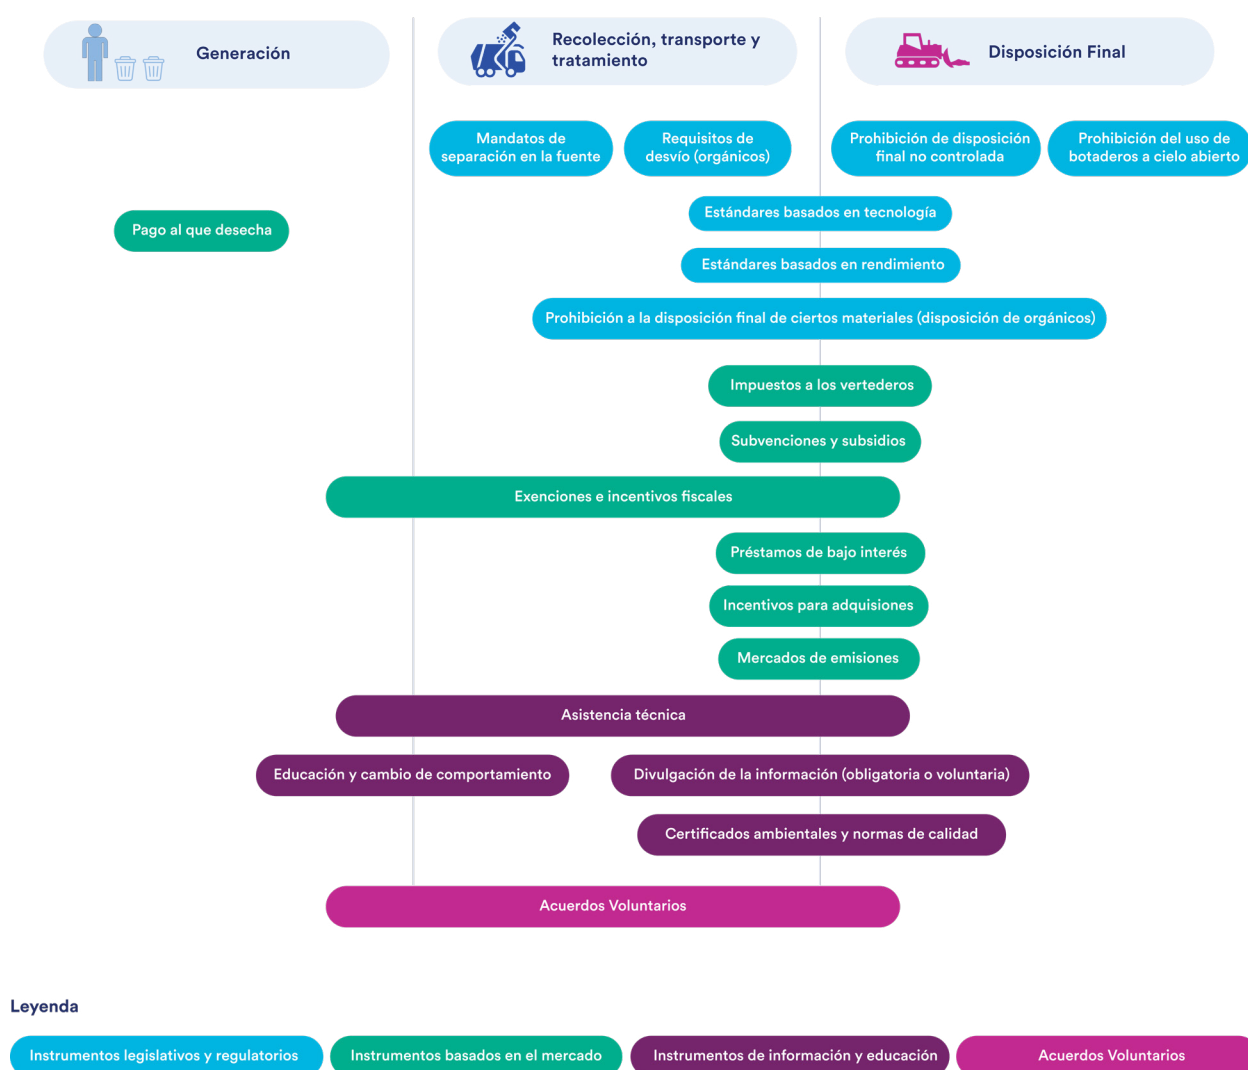 Generación
Recolección, transporte y
tratamiento
Disposición Final
Mandatos de
separación en la fuente
Requisitos de
desvío (orgánicos)
Prohibición de disposición
final no controlada
Prohibición del uso de
botaderos a cielo abierto
Estándares basados en tecnología
Pago al que desecha
Estándares basados en rendimiento
Prohibición a la disposición final de ciertos materiales (disposición de orgánicos)
Impuestos a los vertederos
Subvenciones y subsidios
Exenciones e incentivos fiscales
Préstamos de bajo interés
Incentivos para adquisiones
Mercados de emisiones
Asistencia técnica
Educación y cambio de comportamiento
Divulgación de la información (obligatoria o voluntaria)
Certificados ambientales y normas de calidad
Acuerdos Voluntarios
Leyenda
Instrumentos legislativos y regulatorios
Instrumentos basados en el mercado
Instrumentos de información y educación
Acuerdos Voluntarios